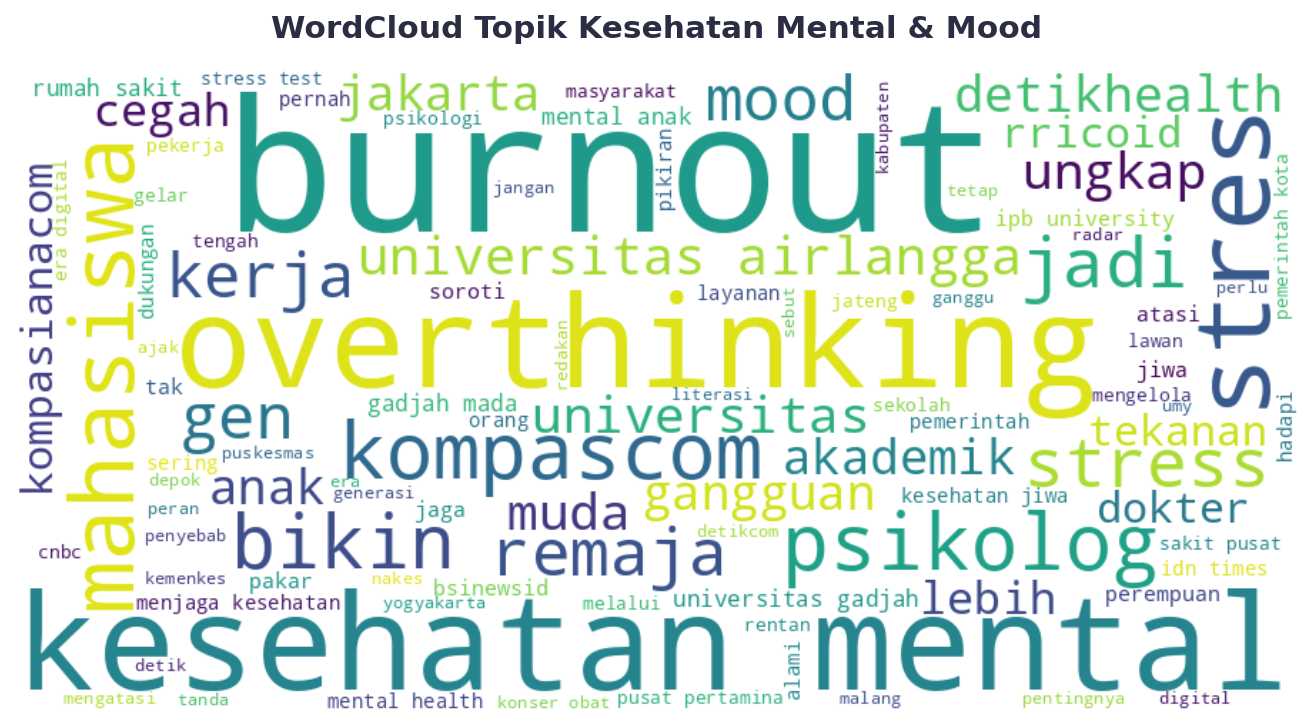 WordCloud Topik Kesehatan Mental & Mood
rumah sakit
stress test
pernah
jakarta
masyarakat
mood
kabupaten
detikhealth
cegah
psikologi
mental anak
rricoid
burnout
stres
pekerja
pikiran
ungkap
kompasianacom
era digital
mahasiswa
gelar
jangan
tetap
pemerintah kota
ipb university
dukungan
tengah
radar
universitas airlangga
jadi
kerja
soroti
layanan
sebut
jateng
ganggu
perlu
overthinking
atasi
ajak
redakan
lawan
tak
jiwa
literasi
mengelola
gen
gadjah mada
orang
universitas
sekolah
pemerintah
umy
hadapi
tekanan
puskesmas
kompascom
akademik
stress
sering
depok
anak
era
generasi
gangguan
kesehatan jiwa
dokter
peran
jaga
muda
penyebab
bikin
remaja
detikcom
psikolog
sakit pusat
cnbc
idn times
kemenkes
pakar
nakes
bsinewsid
menjaga kesehatan
yogyakarta
melalui
universitas gadjah
lebih
perempuan
kesehatan mental
rentan
detik
alami
mengatasi
tanda
mental health
konser obat
pusat pertamina
malang
pentingnya
digital